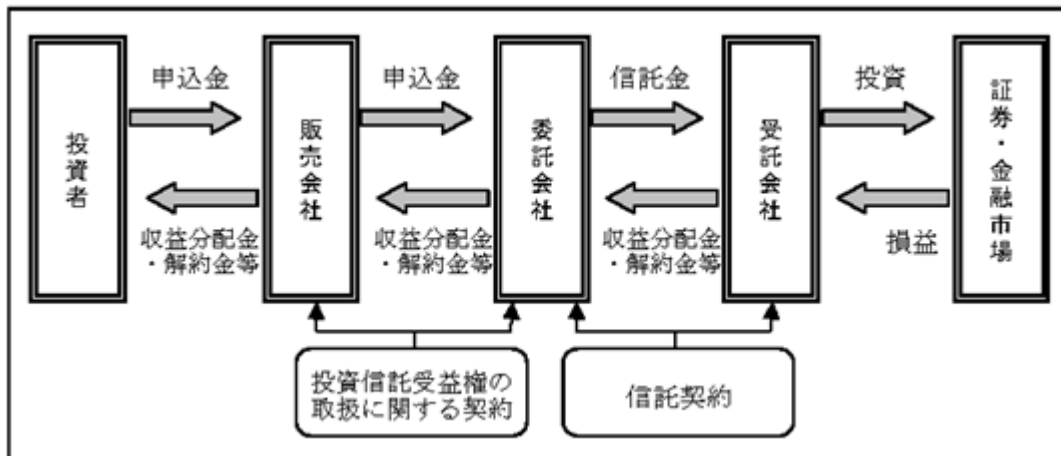 申込金
申込金
信託金
投資
投資者
販売会社
委託会社
受託会社
証券・金融市場
収益分配金
・解約金等
収益分配金
・解約金等
収益分配金
・解約金等
損益
投資信託受益権の
取扱に関する契約
信託契約